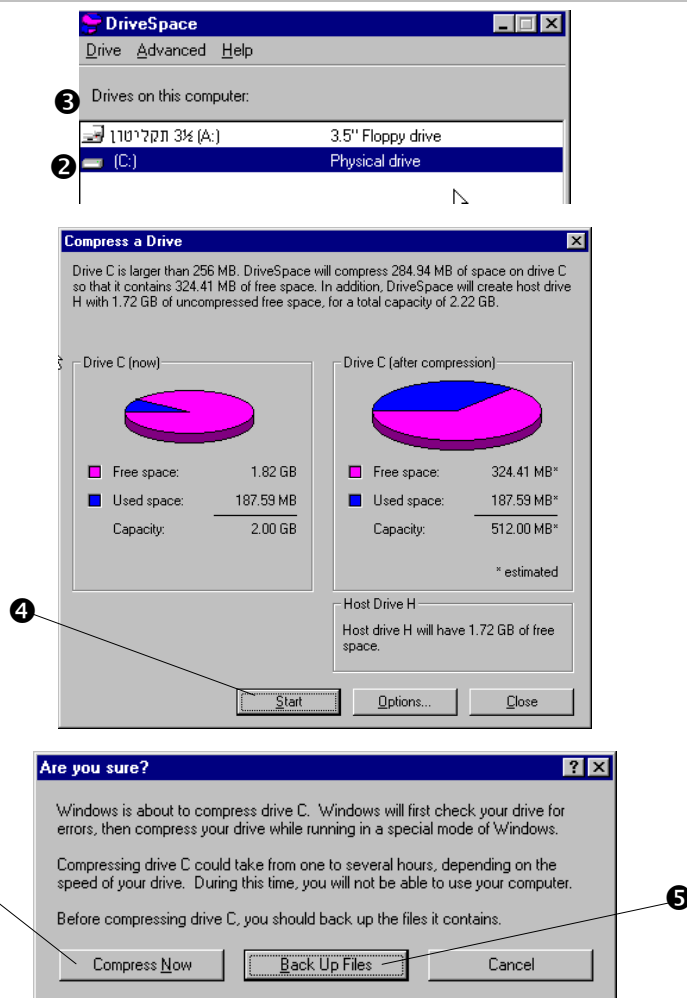 DriveSpace
Drive Advanced Help
❸ Drives on this computer:
3½ תקליטון (A:) 3.5" Floppy drive
❷ (C:) Physical drive
Compress a Drive
Drive C is larger than 256 MB. DriveSpace will compress 284.94 MB of space on drive C
so that it contains 324.41 MB of free space. In addition, DriveSpace will create host drive
H with 1.72 GB of uncompressed free space, for a total capacity of 2.22 GB.
Drive C (now)
Free space: 1.82 GB
Used space: 187.59 MB
Capacity: 2.00 GB
Drive C (after compression)
Free space: 324.41 MB*
Used space: 187.59 MB*
Capacity: 512.00 MB*
* estimated
❹
Host Drive H
Host drive H will have 1.72 GB of free
space.
Start Options... Close
Are you sure?
Windows is about to compress drive C. Windows will first check your drive for
errors, then compress your drive while running in a special mode of Windows.
Compressing drive C could take from one to several hours, depending on the
speed of your drive. During this time, you will not be able to use your computer.
❺
Before compressing drive C, you should back up the files it contains.
Compress Now Back Up Files Cancel